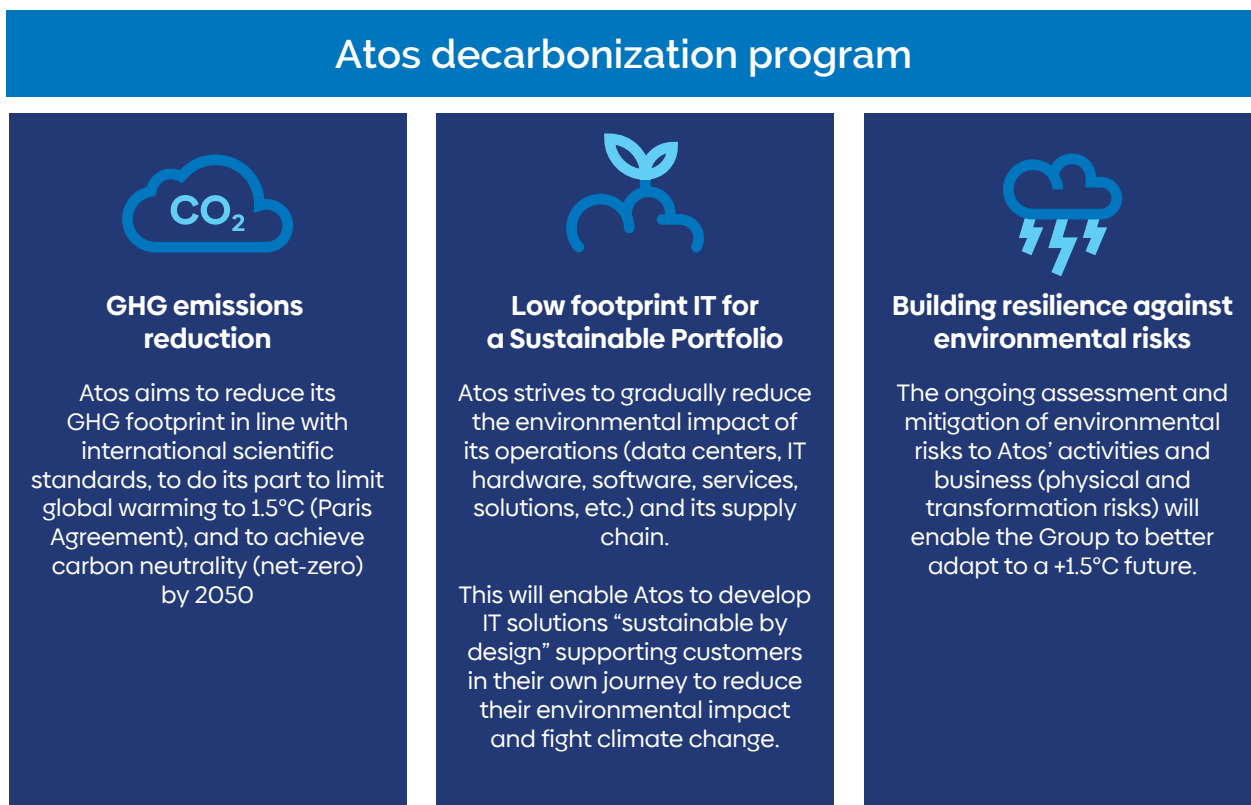 Atos decarbonization program
CO₂
GHG emissions
reduction
Atos aims to reduce its
GHG footprint in line with
international scientific
standards, to do its part to limit
global warming to 1.5°C (Paris
Agreement), and to achieve
carbon neutrality (net-zero)
by 2050
Low footprint IT for
a Sustainable Portfolio
Atos strives to gradually reduce
the environmental impact of
its operations (data centers, IT
hardware, software, services,
solutions, etc.) and its supply
chain.
This will enable Atos to develop
IT solutions “sustainable by
design” supporting customers
in their own journey to reduce
their environmental impact
and fight climate change.
Building resilience against
environmental risks
The ongoing assessment and
mitigation of environmental
risks to Atos’ activities and
business (physical and
transformation risks) will
enable the Group to better
adapt to a +1.5°C future.